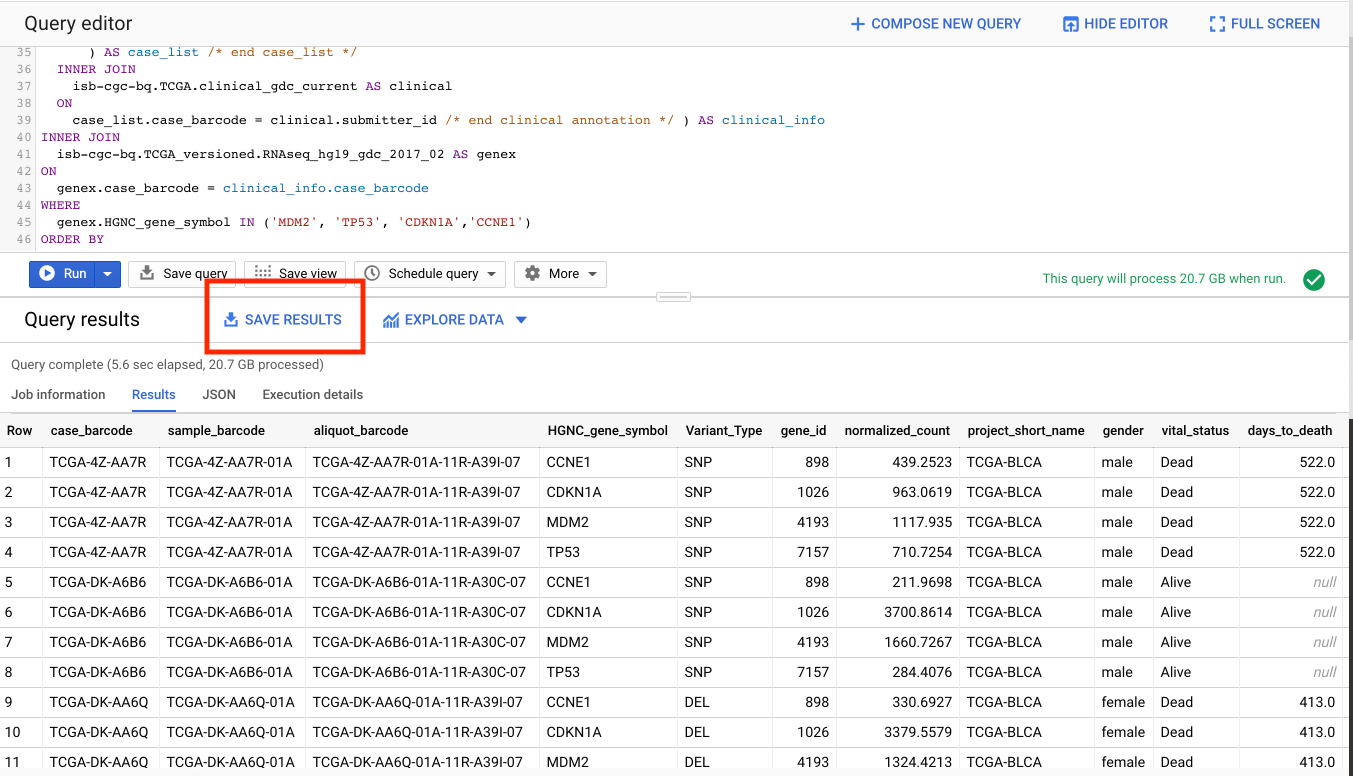 Query editor COMPOSE NEW QUERY HIDE EDITOR FULL SCREEN
35 ) AS case_list /* end case_list */
36 INNER JOIN
37 isb-cgc-bq.TCGA.clinical_gdc_current AS clinical
38 ON
39 case_list.case_barcode = clinical.submitter_id /* end clinical annotation */ ) AS clinical_info
40 INNER JOIN
41 isb-cgc-bq.TCGA_versioned.RNAseq_hg19_gdc_2017_02 AS genex
42 ON
43 genex.case_barcode = clinical_info.case_barcode
44 WHERE
45 genex.HGNC_gene_symbol IN ('MDM2', 'TP53', 'CDKN1A','CCNE1')
46 ORDER BY
Run Save query Save view Schedule query More This query will process 20.7 GB when run.
Query results SAVE RESULTS EXPLORE DATA
Query complete (5.6 sec elapsed, 20.7 GB processed)
Job information Results JSON Execution details
Row case_barcode sample_barcode aliquot_barcode HGNC_gene_symbol Variant_Type gene_id normalized_count project_short_name gender vital_status days_to_death
1 TCGA-4Z-AA7R TCGA-4Z-AA7R-01A TCGA-4Z-AA7R-01A-11R-A39I-07 CCNE1 SNP 898 439.2523 TCGA-BLCA male Dead 522.0
2 TCGA-4Z-AA7R TCGA-4Z-AA7R-01A TCGA-4Z-AA7R-01A-11R-A39I-07 CDKN1A SNP 1026 963.0619 TCGA-BLCA male Dead 522.0
3 TCGA-4Z-AA7R TCGA-4Z-AA7R-01A TCGA-4Z-AA7R-01A-11R-A39I-07 MDM2 SNP 4193 1117.935 TCGA-BLCA male Dead 522.0
4 TCGA-4Z-AA7R TCGA-4Z-AA7R-01A TCGA-4Z-AA7R-01A-11R-A39I-07 TP53 SNP 7157 710.7254 TCGA-BLCA male Dead 522.0
5 TCGA-DK-A6B6 TCGA-DK-A6B6-01A TCGA-DK-A6B6-01A-11R-A30C-07 CCNE1 SNP 898 211.9698 TCGA-BLCA male Alive null
6 TCGA-DK-A6B6 TCGA-DK-A6B6-01A TCGA-DK-A6B6-01A-11R-A30C-07 CDKN1A SNP 1026 3700.8614 TCGA-BLCA male Alive null
7 TCGA-DK-A6B6 TCGA-DK-A6B6-01A TCGA-DK-A6B6-01A-11R-A30C-07 MDM2 SNP 4193 1660.7267 TCGA-BLCA male Alive null
8 TCGA-DK-A6B6 TCGA-DK-A6B6-01A TCGA-DK-A6B6-01A-11R-A30C-07 TP53 SNP 7157 284.4076 TCGA-BLCA male Alive null
9 TCGA-DK-AA6Q TCGA-DK-AA6Q-01A TCGA-DK-AA6Q-01A-11R-A39I-07 CCNE1 DEL 898 330.6927 TCGA-BLCA female Dead 413.0
10 TCGA-DK-AA6Q TCGA-DK-AA6Q-01A TCGA-DK-AA6Q-01A-11R-A39I-07 CDKN1A DEL 1026 3379.5579 TCGA-BLCA female Dead 413.0
11 TCGA-DK-AA6Q TCGA-DK-AA6Q-01A TCGA-DK-AA6Q-01A-11R-A39I-07 MDM2 DEL 4193 1324.4213 TCGA-BLCA female Dead 413.0